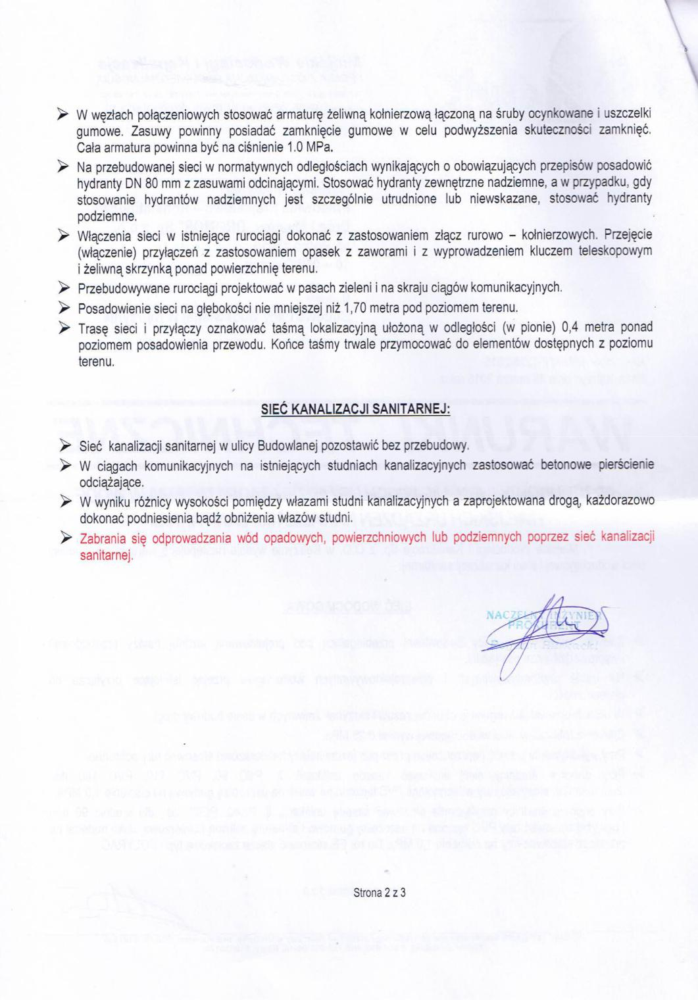 W węzłach połączeniowych stosować armaturę żeliwną kołnierzową łączoną na śruby ocynkowane i uszczelki
gumowe. Zasuwy powinny posiadać zamknięcie gumowe w celu podwyższenia skuteczności zamknięć.
Cała armatura powinna być na ciśnienie 1.0 MPa.
Na przebudowanej sieci w normatywnych odległościach wynikających o obowiązujących przepisów posadowić
hydranty DN 80 mm z zasuwami odcinającymi. Stosować hydranty zewnętrzne nadziemne, a w przypadku, gdy
stosowanie hydrantów nadziemnych jest szczególnie utrudnione lub niewskazane, stosować hydranty
podziemne.
Włączenia sieci w istniejące rurociągi dokonać z zastosowaniem złącz rurowo – kołnierzowych. Przejęcie
(włączenie) przyłączeń z zastosowaniem opasek z zaworami i z wyprowadzeniem kluczem teleskopowym
i żeliwną skrzynką ponad powierzchnię terenu.
Przebudowywane rurociągi projektować w pasach zieleni i na skraju ciągów komunikacyjnych.
Posadowienie sieci na głębokości nie mniejszej niż 1,70 metra pod poziomem terenu.
Trasę sieci i przyłączy oznakować taśmą lokalizacyjną ułożoną w odległości (w pionie) 0,4 metra ponad
poziomem posadowienia przewodu. Końce taśmy trwale przymocować do elementów dostępnych z poziomu
terenu.
SIEĆ KANALIZACJI SANITARNEJ:
Sieć kanalizacji sanitarnej w ulicy Budowlanej pozostawić bez przebudowy.
W ciągach komunikacyjnych na istniejących studniach kanalizacyjnych zastosować betonowe pierścienie
odciążające.
W wyniku różnicy wysokości pomiędzy włazami studni kanalizacyjnych a zaprojektowana drogą, każdorazowo
dokonać podniesienia bądź obniżenia włazów studni.
Zabrania się odprowadzania wód opadowych, powierzchniowych lub podziemnych poprzez sieć kanalizacji
sanitarnej.
NACZELNY INŻYNIER
PROKURENT
Strona 2 z 3